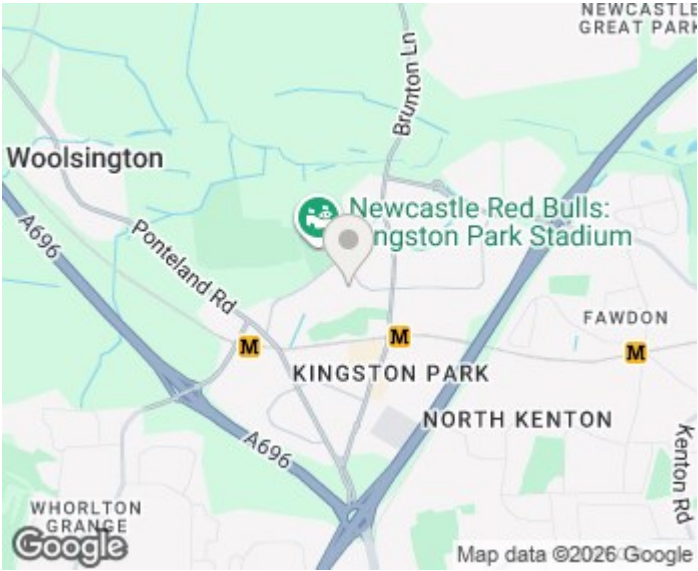 NEWCASTLE
GREAT PARK
Brunton Ln
Woolsington
Newcastle Red Bulls:
ingston Park Stadium
A696
Ponteland Rd
FAWDON
M
M
M
KINGSTON PARK
NORTH KENTON
A696
Kenton Rd
WHORLTON
GRANGE
Google
Map data ©2026 Google